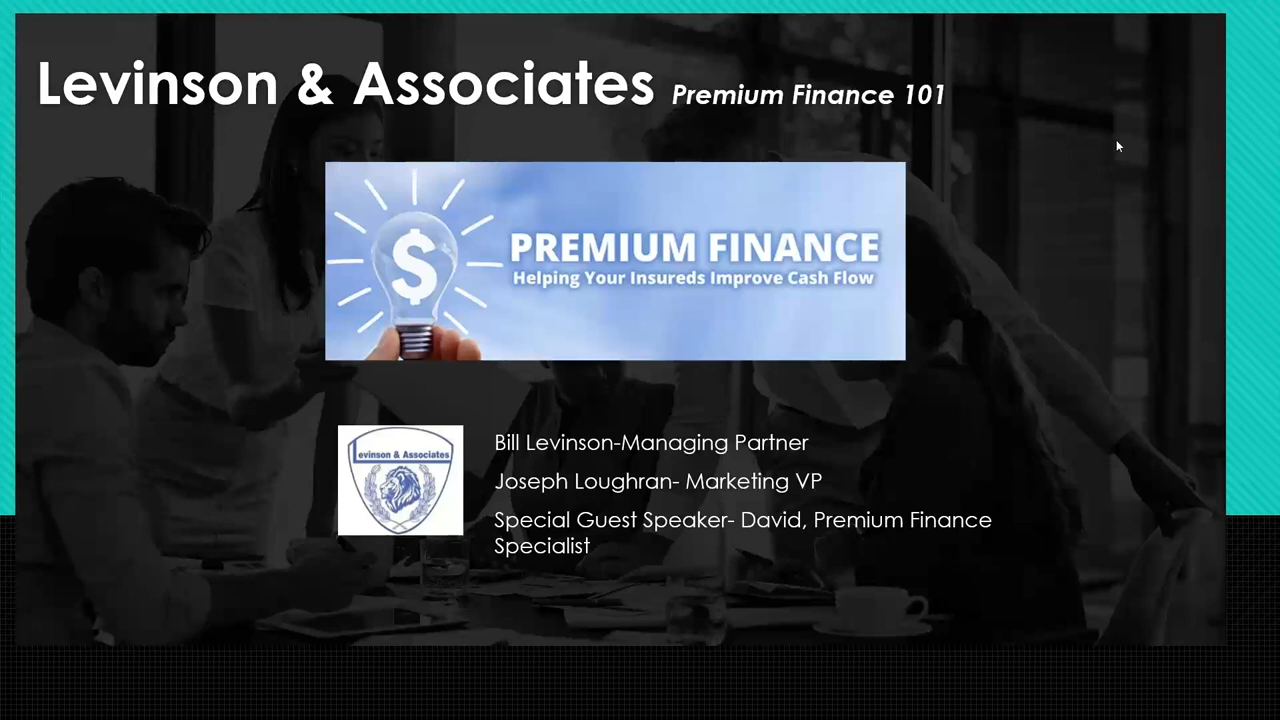 Levinson & Associates Premium Finance 101
$
PREMIUM FINANCE
Helping Your Insureds Improve Cash Flow
Levinson & Associates
Bill Levinson-Managing Partner
Joseph Loughran- Marketing VP
Special Guest Speaker- David, Premium Finance
Specialist